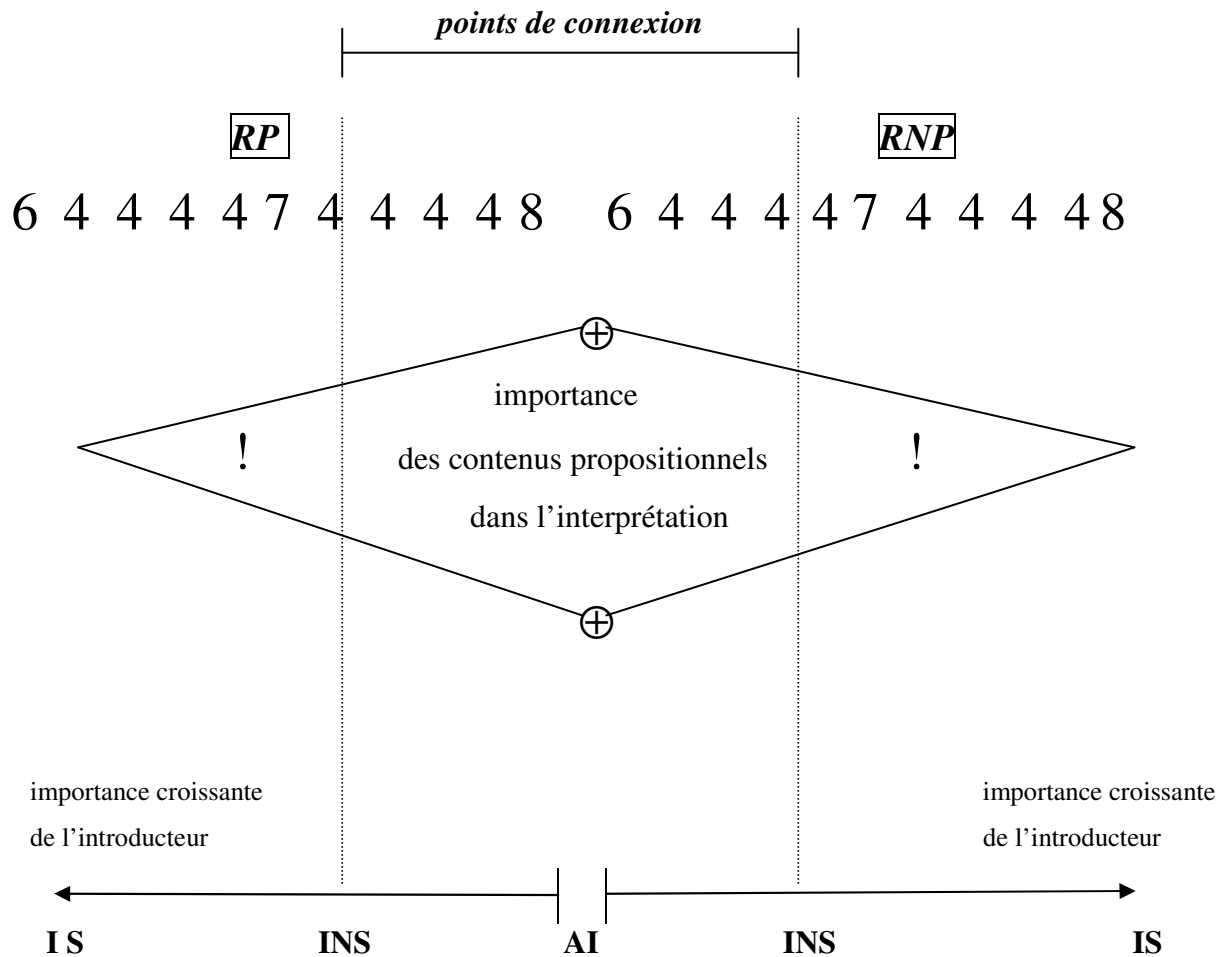 points de connexion
RP RNP
6 4 4 4 4 7 4 4 4 4 8 6 4 4 4 4 7 4 4 4 4 8
+
importance
! des contenus propositionnels !
dans l’interprétation
+
importance croissante importance croissante
de l’introducteur de l’introducteur
I S INS AI INS IS